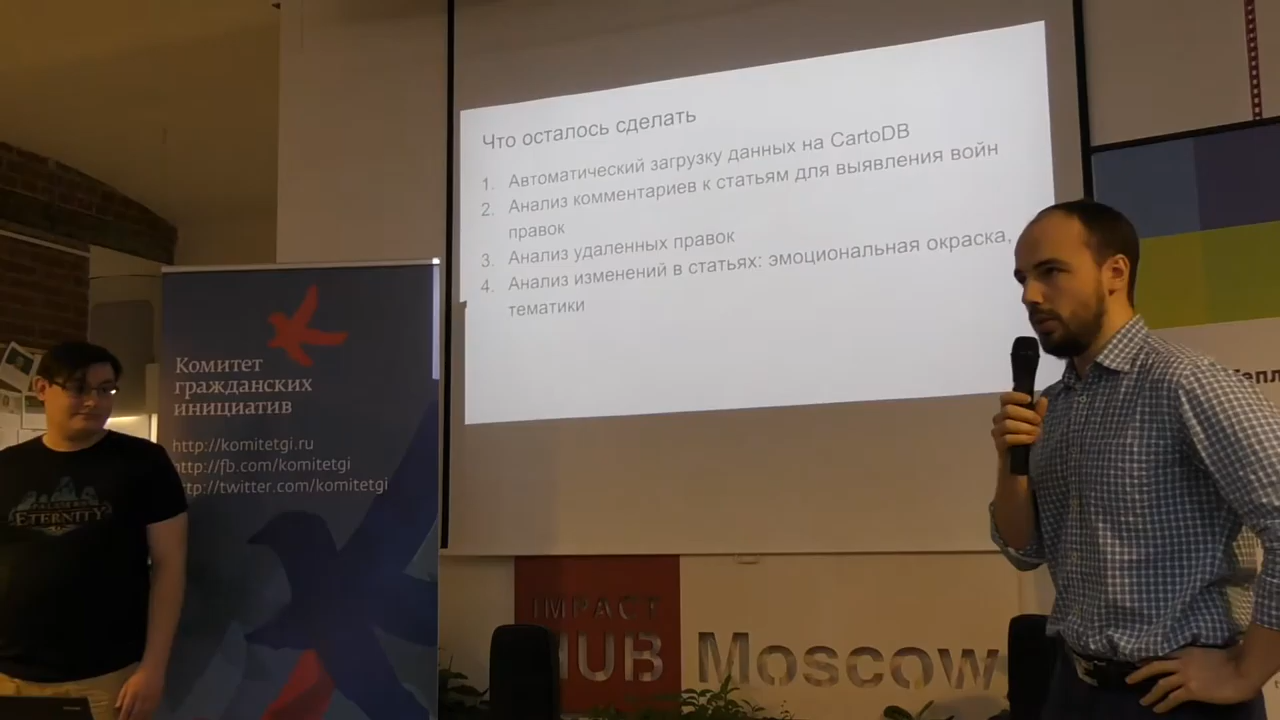 Что осталось сделать
1. Автоматический загрузку данных на CartoDB
2. Анализ комментариев к статьям для выявления войн
правок
3. Анализ удаленных правок
4. Анализ изменений в статьях: эмоциональная окраска,
тематики
Комитет
гражданских
инициатив
http://komitetgi.ru
ttp://fb.com/komitetgi
tp://twitter.com/komitetgi
ETERNITY
IMPACT
HUB Moscow